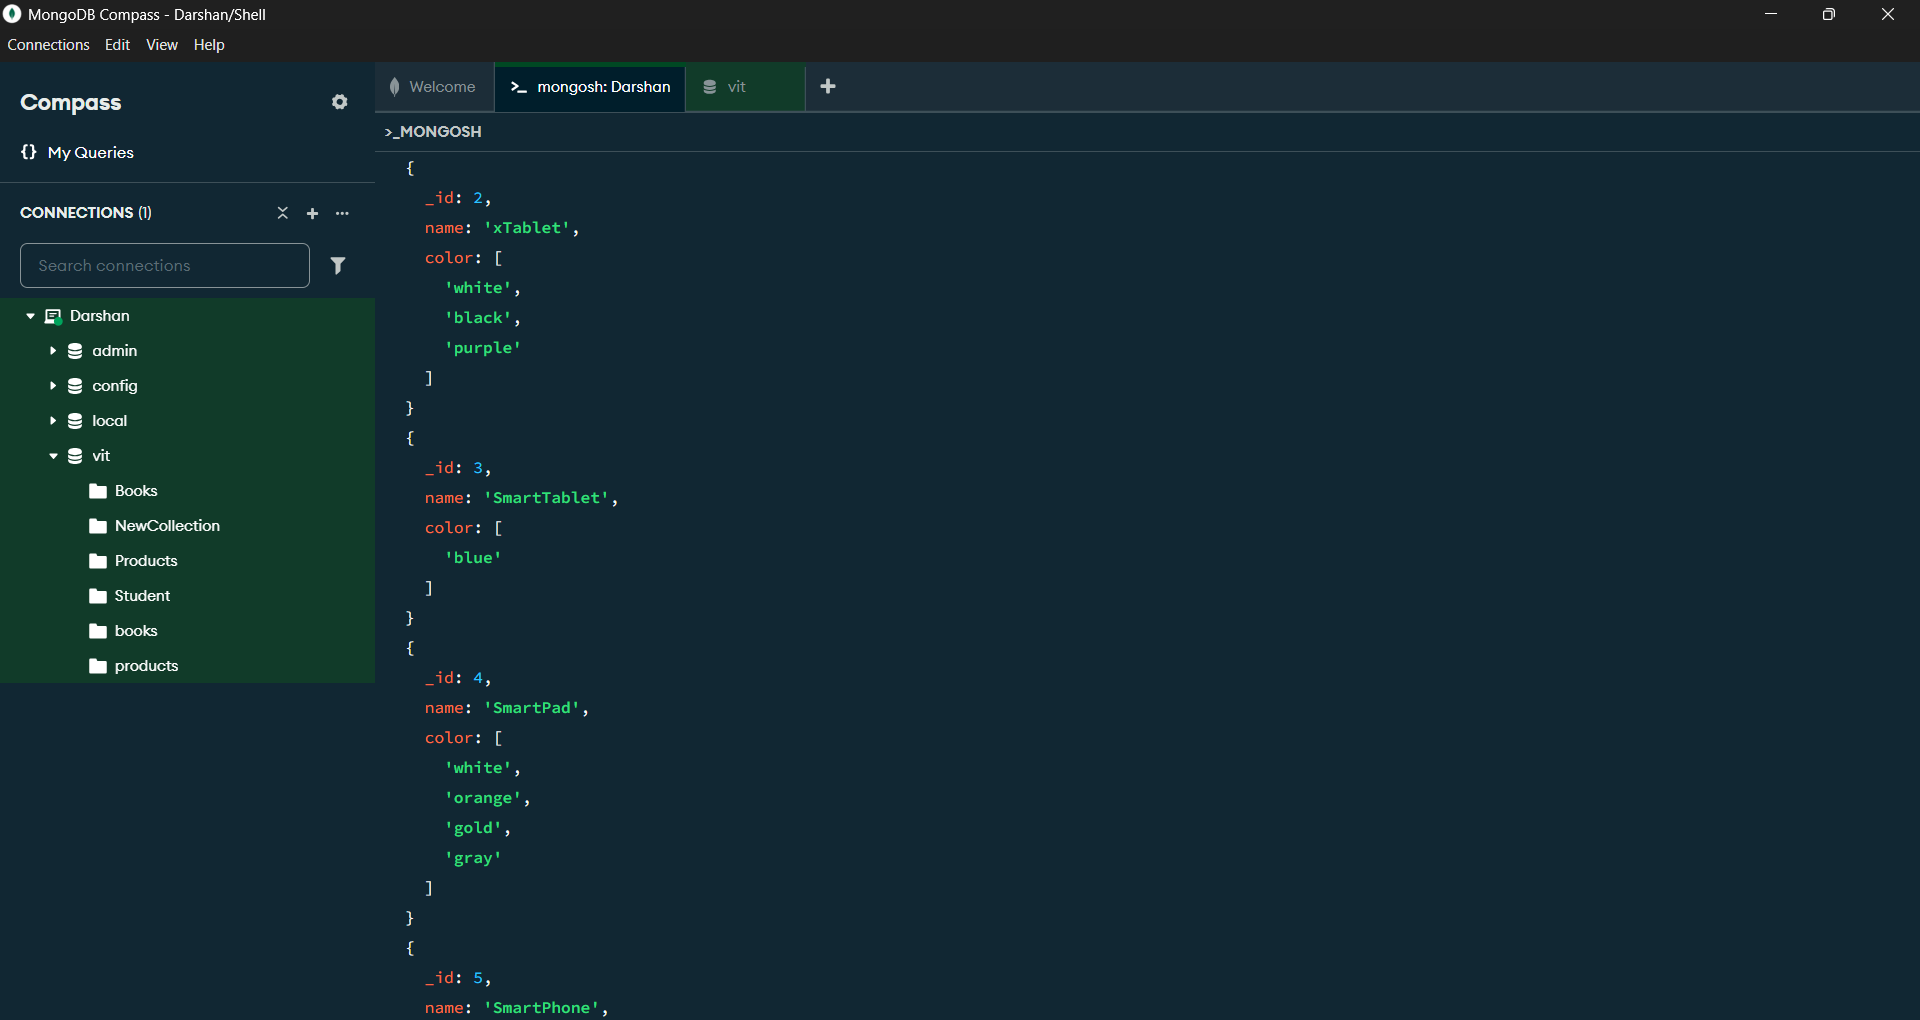 MongoDB Compass - Darshan/Shell
Connections Edit View Help
Compass
{} My Queries
CONNECTIONS (1)
Search connections
Darshan
admin
config
local
vit
Books
NewCollection
Products
Student
books
products
Welcome
>_ mongosh: Darshan
vit
>_MONGOSH
{
_id: 2,
name: 'xTablet',
color: [
'white',
'black',
'purple'
]
}
{
_id: 3,
name: 'SmartTablet',
color: [
'blue'
]
}
{
_id: 4,
name: 'SmartPad',
color: [
'white',
'orange',
'gold',
'gray'
]
}
{
_id: 5,
name: 'SmartPhone',